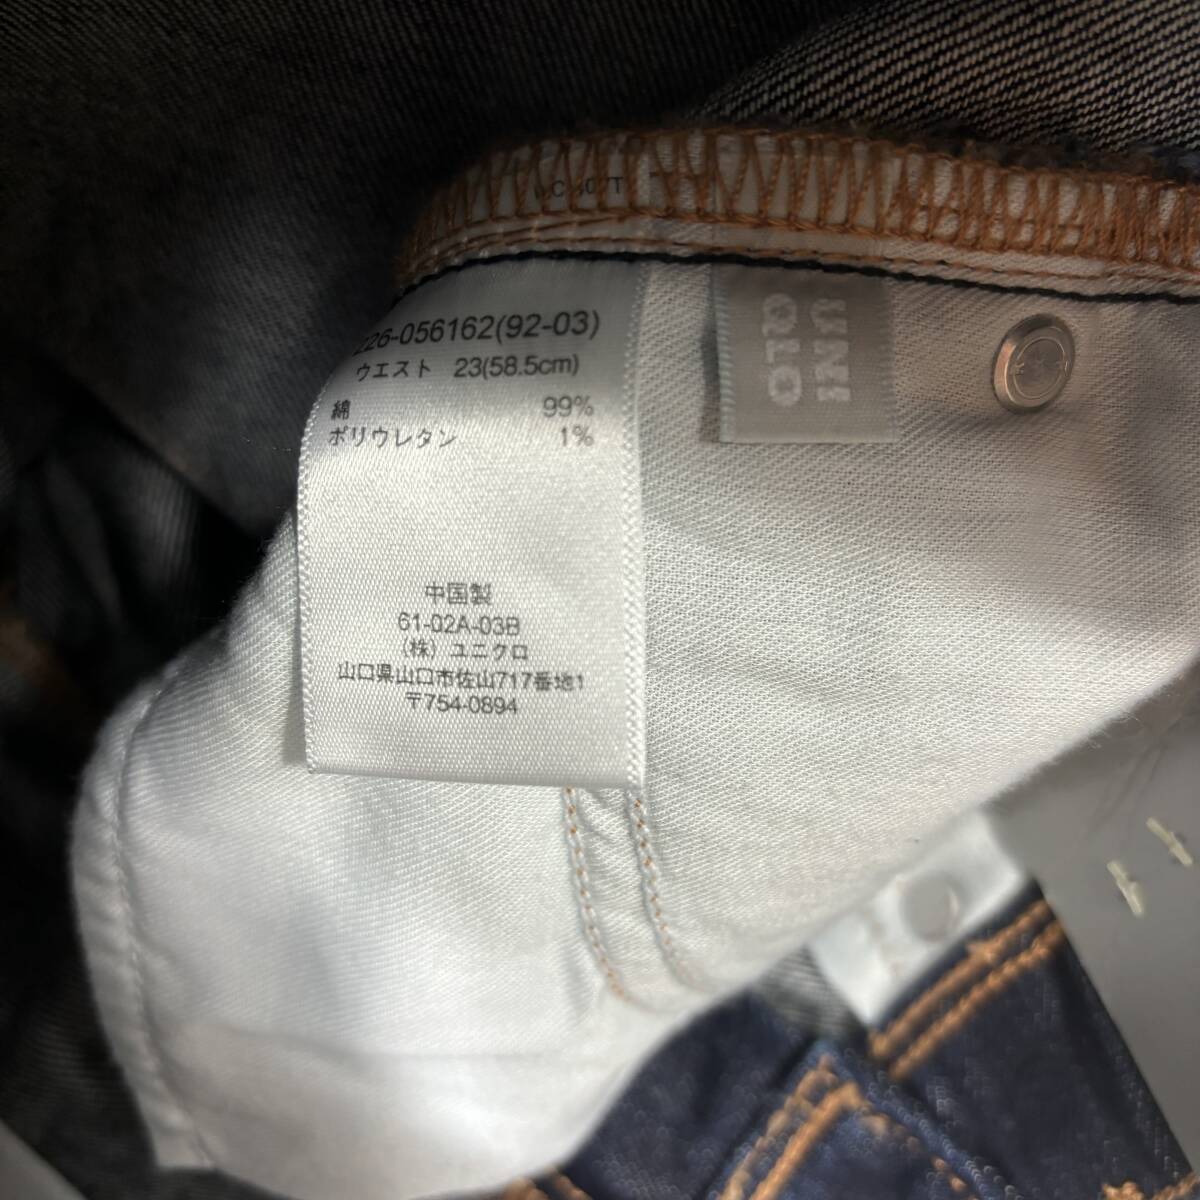 226-056162(92-03)
ウエスト 23(58.5cm)
綿 99%
ポリウレタン 1%
中国製
61-02A-03B
(株) ユニクロ
山口県山口市佐山717番地1
〒754-0894
UNI
QLO